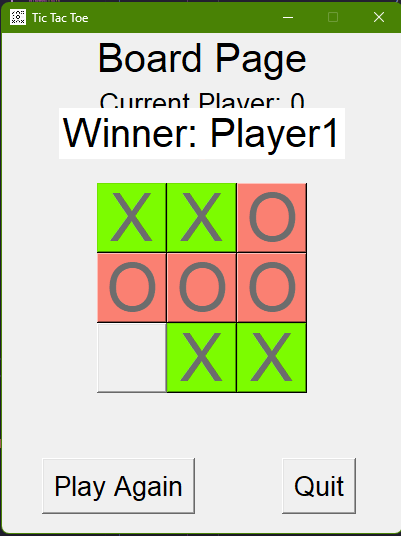 Tic Tac Toe
Board Page
Current Player: 0
Winner: Player1
X X O
O O O
X X
Play Again Quit